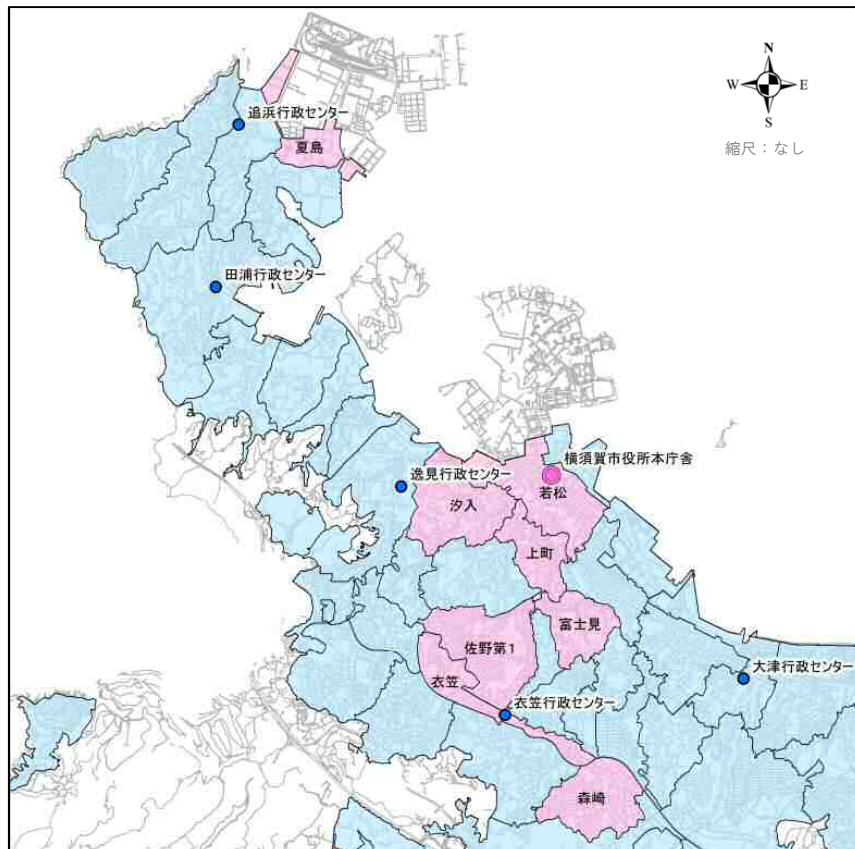 N
W
E
S
縮尺：なし
追浜行政センター
夏島
田浦行政センター
横須賀市役所本庁舎
逸見行政センター
若松
汐入
上町
富士見
佐野第1
大津行政センター
衣笠
衣笠行政センター
森崎